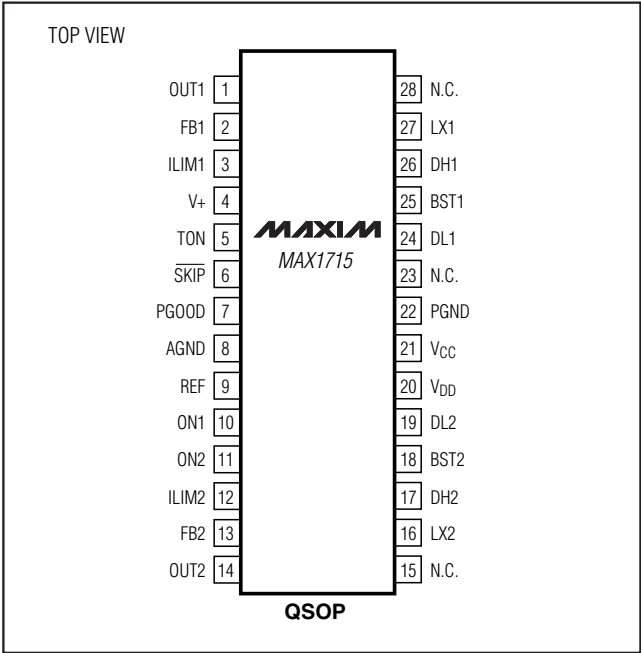 TOP VIEW
OUT1 1 28 N.C.
FB1 2 27 LX1
ILIM1 3 26 DH1
V+ 4 25 BST1
TON 5 MAXIM 24 DL1
SKIP 6 MAX1715 23 N.C.
PGOOD 7 22 PGND
AGND 8 21 VCC
REF 9 20 VDD
ON1 10 19 DL2
ON2 11 18 BST2
ILIM2 12 17 DH2
FB2 13 16 LX2
OUT2 14 15 N.C.
QSOP